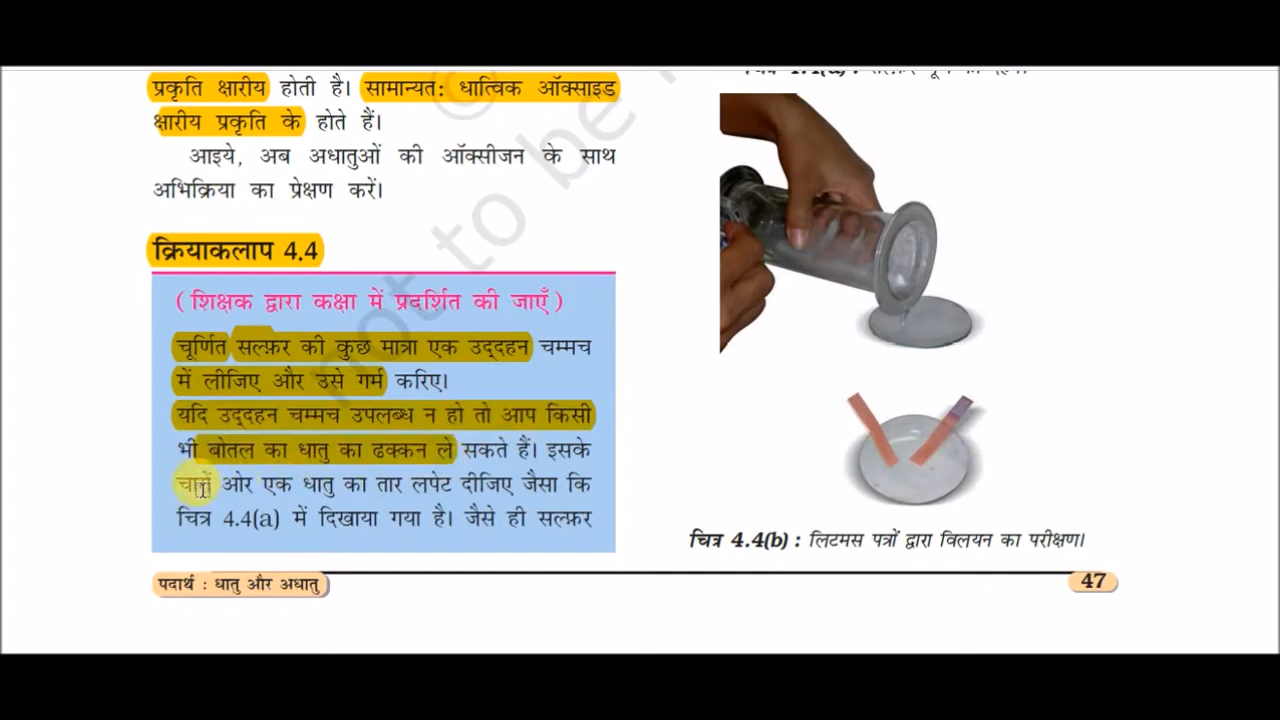 प्रकृति क्षारीय होती है। सामान्यत: धात्विक ऑक्साइड
क्षारीय प्रकृति के होते हैं।
आइये, अब अधातुओं की ऑक्सीजन के साथ
अभिक्रिया का प्रेक्षण करें।
क्रियाकलाप 4.4
(शिक्षक द्वारा कक्षा में प्रदर्शित की जाएँ)
चूर्णित सल्फ़र की कुछ मात्रा एक उद्दहन चम्मच
में लीजिए और उसे गर्म करिए।
यदि उद्दहन चम्मच उपलब्ध न हो तो आप किसी
भी बोतल का धातु का ढक्कन ले सकते हैं। इसके
चारों ओर एक धातु का तार लपेट दीजिए जैसा कि
चित्र 4.4(a) में दिखाया गया है। जैसे ही सल्फ़र
not to be
चित्र 4.4(b) : लिटमस पत्रों द्वारा विलयन का परीक्षण।
पदार्थ : धातु और अधातु
47